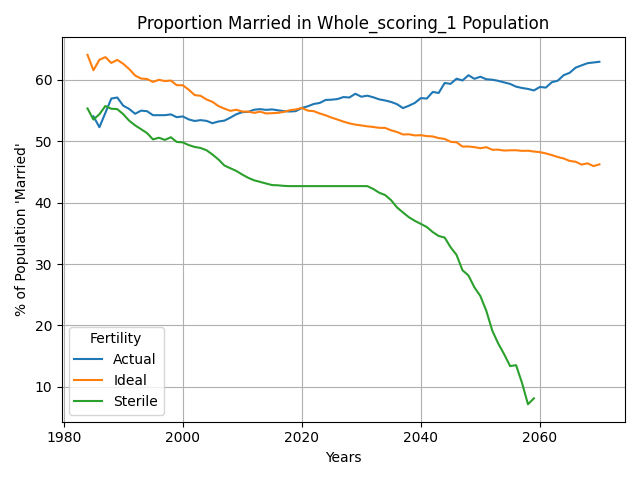 Proportion Married in Whole_scoring_1 Population
% of Population 'Married'
60
50
40
30
20
10
Fertility
Actual
Ideal
Sterile
1980
2000
2020
2040
2060
Years